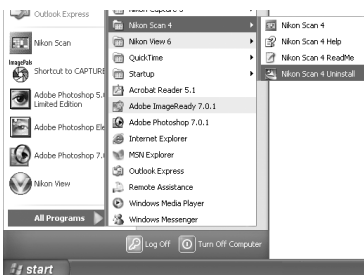 Outlook Express
Nikon Scan
ImagePals
Shortcut to CAPTURE
Adobe Photoshop 5.
Limited Edition
Adobe Photoshop Ele
Adobe Photoshop 7.
Nikon View
All Programs
Nikon Scan 4
Nikon View 6
QuickTime
Startup
Acrobat Reader 5.1
Adobe ImageReady 7.0.1
Adobe Photoshop 7.0.1
Internet Explorer
MSN Explorer
Outlook Express
Remote Assistance
Windows Media Player
Windows Messenger
Nikon Scan 4
Nikon Scan 4 Help
Nikon Scan 4 ReadMe
Nikon Scan 4 Uninstall
Log Off
Turn Off Computer
start